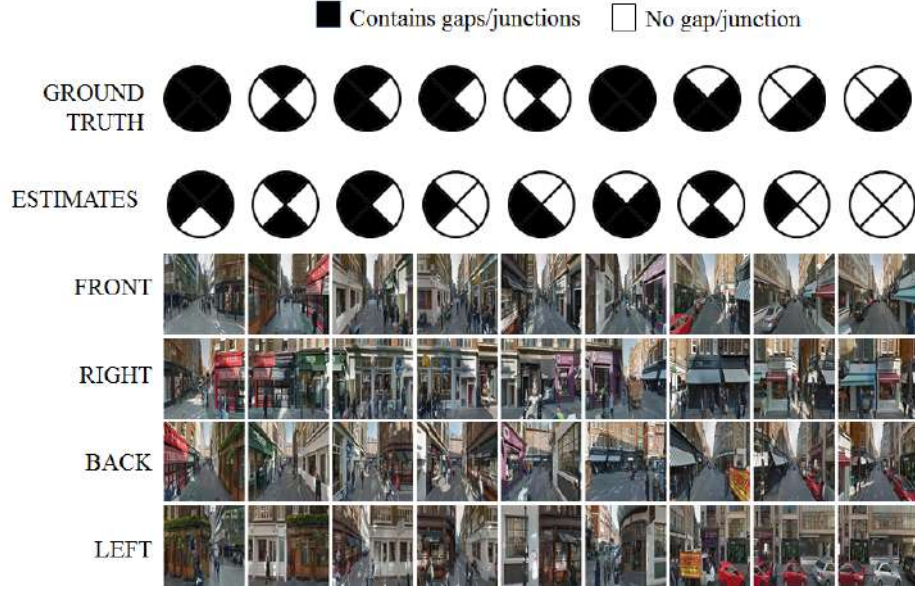 Contains gaps/junctions No gap/junction
GROUND
TRUTH
ESTIMATES
FRONT
RIGHT
BACK
LEFT